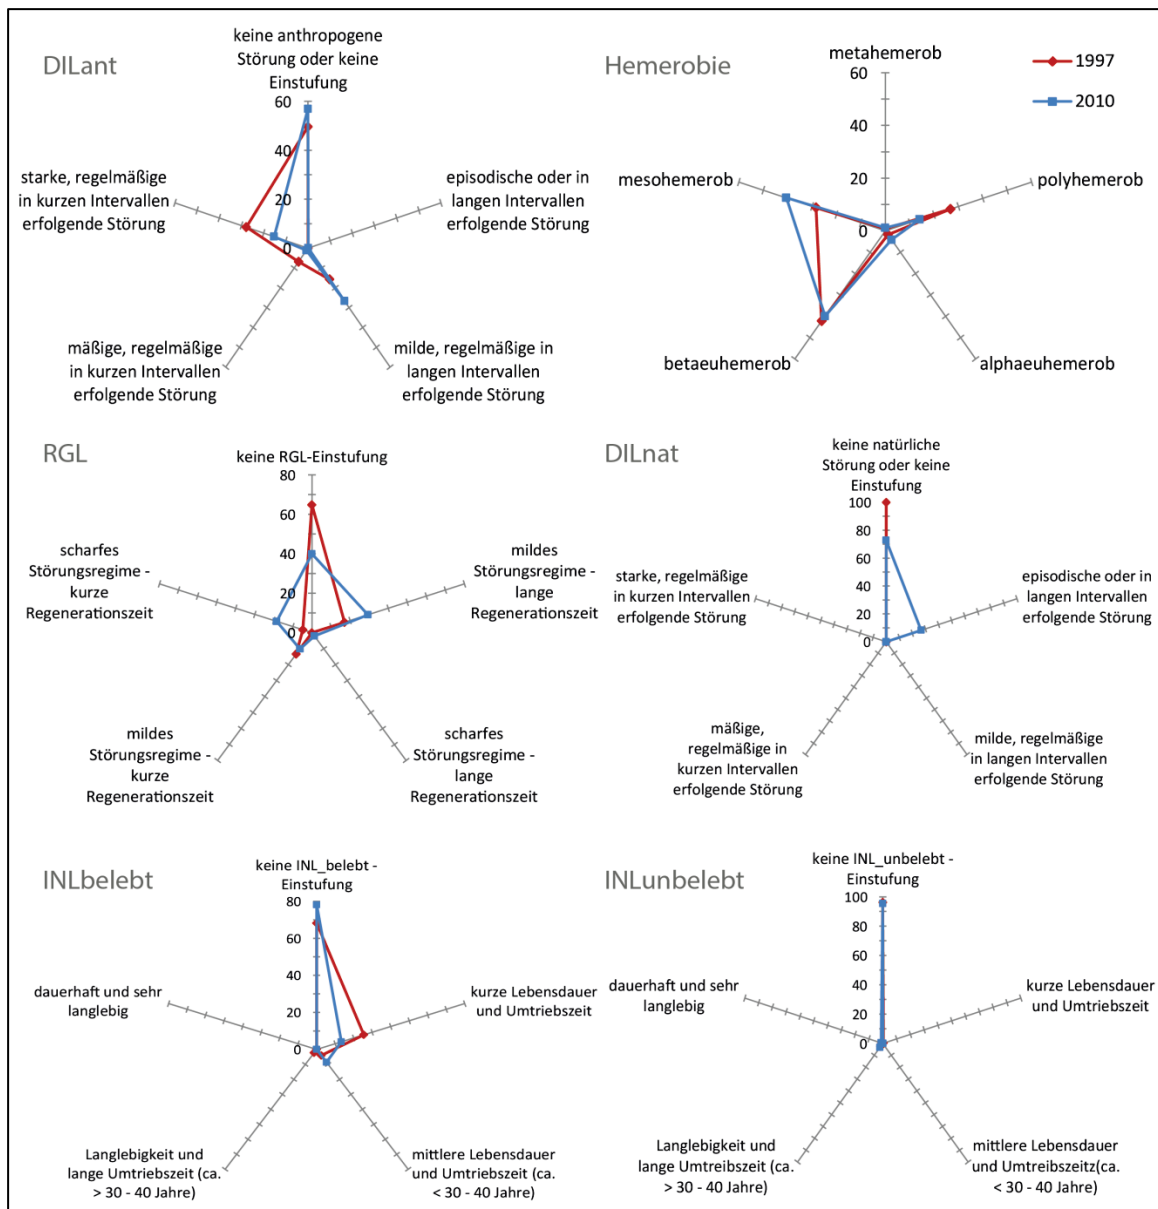 DILant
keine anthropogene
Störung oder keine
Einstufung
60
40
20
0
starke, regelmäßige
in kurzen Intervallen
erfolgende Störung
episodische oder in
langen Intervallen
erfolgende Störung
mäßige, regelmäßige
in kurzen Intervallen
erfolgende Störung
milde, regelmäßige in
langen Intervallen
erfolgende Störung
Hemerobie
metahemerob
60
40
20
0
1997
2010
mesohemerob
polyhemerob
betaeuhemerob
alphaeuhemerob
RGL
keine RGL-Einstufung
80
60
40
20
0
scharfes
Störungsregime -
kurze
Regenerationszeit
mildes
Störungsregime -
lange
Regenerationszeit
mildes
Störungsregime -
kurze
Regenerationszeit
scharfes
Störungsregime -
lange
Regenerationszeit
DILnat
keine natürliche
Störung oder keine
Einstufung
100
80
60
40
20
0
starke, regelmäßige
in kurzen Intervallen
erfolgende Störung
episodische oder in
langen Intervallen
erfolgende Störung
mäßige,
regelmäßige in
kurzen Intervallen
erfolgende Störung
milde, regelmäßige
in langen Intervallen
erfolgende Störung
INLbelebt
keine INL_belebt -
Einstufung
80
60
40
20
0
dauerhaft und sehr
langlebig
kurze Lebensdauer
und Umtriebszeit
Langlebigkeit und
lange Umtriebszeit (ca.
> 30 - 40 Jahre)
mittlere Lebensdauer
und Umtriebszeit (ca.
< 30 - 40 Jahre)
INLunbelebt
keine INL_unbelebt -
Einstufung
100
80
60
40
20
0
dauerhaft und sehr
langlebig
kurze Lebensdauer
und Umtriebszeit
Langlebigkeit und
lange Umtreibszeit (ca.
> 30 - 40 Jahre)
mittlere Lebensdauer
und Umtreibszeitz(ca.
< 30 - 40 Jahre)